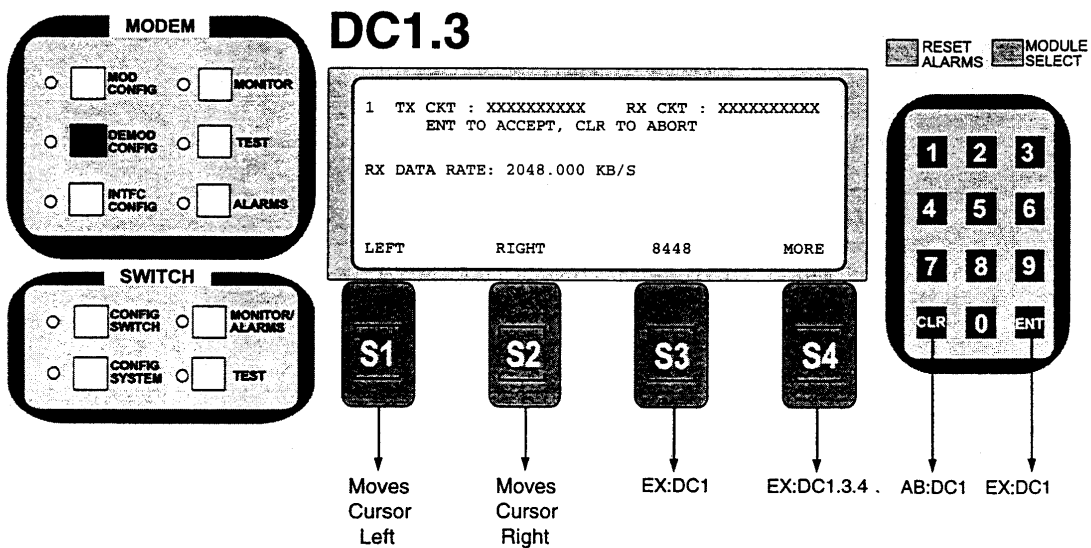 DC1.3
MODEM
MOD CONFIG
MONITOR
DEMOD CONFIG
TEST
INTFC CONFIG
ALARMS
SWITCH
CONFIG SWITCH
MONITOR/ ALARMS
CONFIG SYSTEM
TEST
1 TX CKT : XXXXXXXXXX RX CKT : XXXXXXXXXX
ENT TO ACCEPT, CLR TO ABORT
RX DATA RATE: 2048.000 KB/S
LEFT RIGHT 8448 MORE
S1 S2 S3 S4
RESET ALARMS
MODULE SELECT
1 2 3
4 5 6
7 8 9
CLR 0 ENT
Moves Cursor Left
Moves Cursor Right
EX:DC1
EX:DC1.3.4 .
AB:DC1
EX:DC1